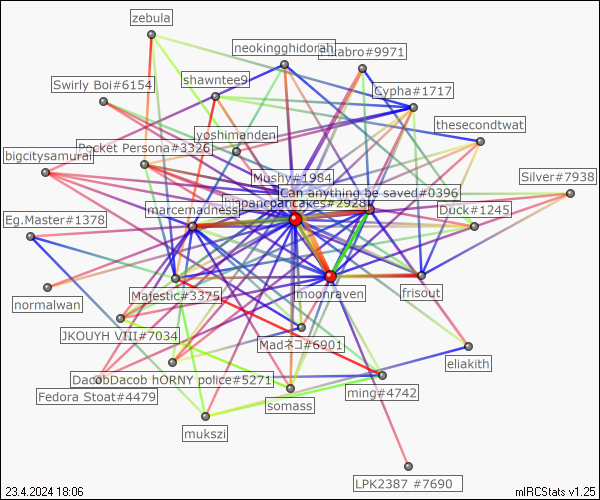 zebula
neokingghidorah
#9971
shawntee9
Swirly Boi#6154
Cypha#1717
thesecondtwat
yoshimanden
Pocket Persona#3326
bigcitysamurai
Mushy#1984
Silver#7938
Can anything be saved#0396
japancpancakes#2928
marcemadness
Duck#1245
Eg.Master#1378
Majestic#3375
moonraven
frisout
normalwan
JKOUYH VIII#7034
Madネコ#6901
eliakith
DacobDacob hORNY police#5271
ming#4742
Fedora Stoat#4479
somass
mukszi
LPK2387 #7690
23.4.2024 18:06
mIRCStats v1.25